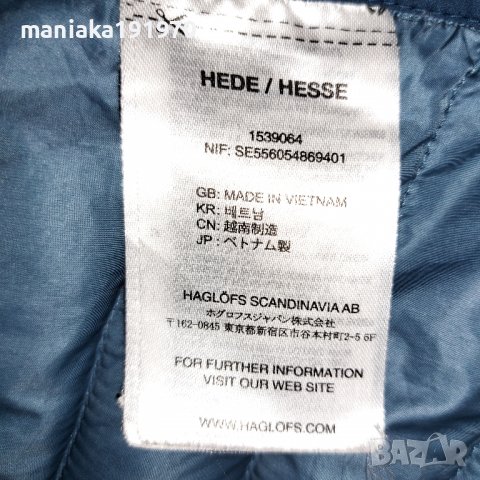 maniaka19197
HEDE / HESSE
1539064
NIF: SE556054869401
GB: MADE IN VIETNAM
KR: 베트남
CN: 越南制造
JP: ベトナム製
HAGLÖFS SCANDINAVIA AB
ホグロフスジャパン株式会社
〒162-0845 東京都新宿区市谷本村町2-5 5F
FOR FURTHER INFORMATION
VISIT OUR WEB SITE
WWW.HAGLOFS.COM
BAZAR